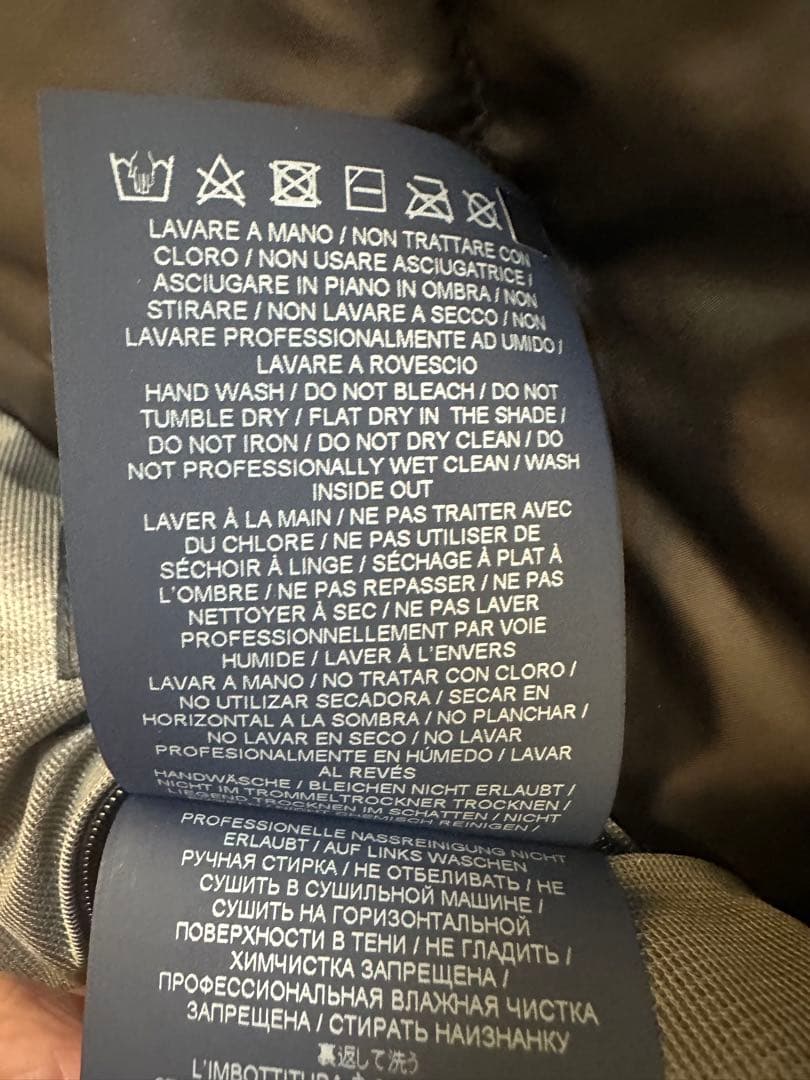 LAVARE A MANO / NON TRATTARE CON
CLORO / NON USARE ASCIUGATRICE /
ASCIUGARE IN PIANO IN OMBRA / NON
STIRARE / NON LAVARE A SECCO / NON
LAVARE PROFESSIONALMENTE AD UMIDO /
LAVARE A ROVESCIO
HAND WASH / DO NOT BLEACH / DO NOT
TUMBLE DRY / FLAT DRY IN THE SHADE /
DO NOT IRON / DO NOT DRY CLEAN / DO
NOT PROFESSIONALLY WET CLEAN / WASH
INSIDE OUT
LAVER À LA MAIN / NE PAS TRAITER AVEC
DU CHLORE / NE PAS UTILISER DE
SÉCHOIR À LINGE / SÉCHAGE À PLAT À
L'OMBRE / NE PAS REPASSER / NE PAS
NETTOYER À SEC / NE PAS LAVER
PROFESSIONNELLEMENT PAR VOIE
HUMIDE / LAVER À L'ENVERS
LAVAR A MANO / NO TRATAR CON CLORO /
NO UTILIZAR SECADORA / SECAR EN
HORIZONTAL A LA SOMBRA / NO PLANCHAR /
NO LAVAR EN SECO / NO LAVAR
PROFESIONALMENTE EN HÚMEDO / LAVAR
AL REVÉS
HANDWÄSCHE / BLEICHEN NICHT ERLAUBT /
NICHT IM TROMMELTROCKNER TROCKNEN /
LIEGEND TROCKNEN IM SCHATTEN / NICHT
CHEMISCH REINIGEN /
PROFESSIONELLE NASSREINIGUNG NICHT
ERLAUBT / AUF LINKS WASCHEN
РУЧНАЯ СТИРКА / НЕ ОТБЕЛИВАТЬ / НЕ
СУШИТЬ В СУШИЛЬНОЙ МАШИНЕ /
СУШИТЬ НА ГОРИЗОНТАЛЬНОЙ
ПОВЕРХНОСТИ В ТЕНИ / НЕ ГЛАДИТЬ /
ХИМЧИСТКА ЗАПРЕЩЕНА /
ПРОФЕССИОНАЛЬНАЯ ВЛАЖНАЯ ЧИСТКА
ЗАПРЕЩЕНА / СТИРАТЬ НАИЗНАНКУ
裏返して洗う
L'IMBOTTITURA